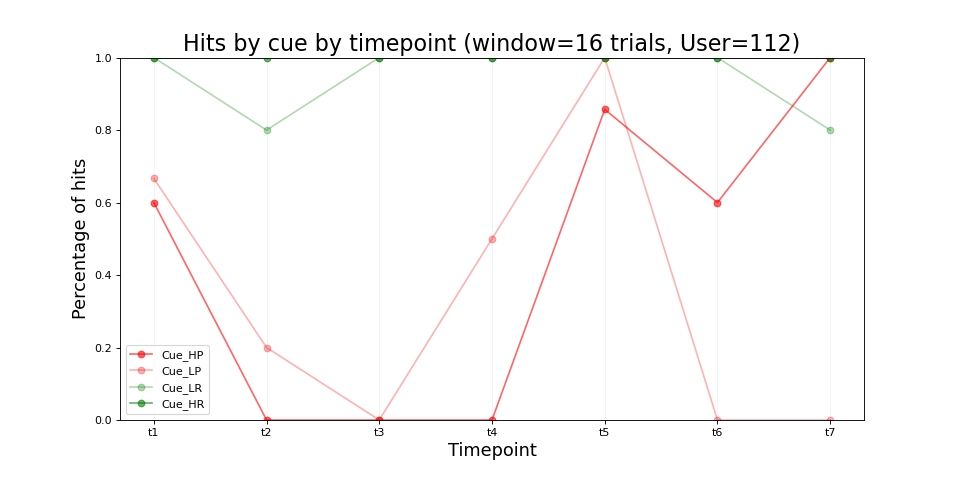 Hits by cue by timepoint (window=16 trials, User=112)
Percentage of hits
1.0
0.8
0.6
0.4
0.2
0.0
Cue_HP
Cue_LP
Cue_LR
Cue_HR
t1 t2 t3 t4 t5 t6 t7
Timepoint